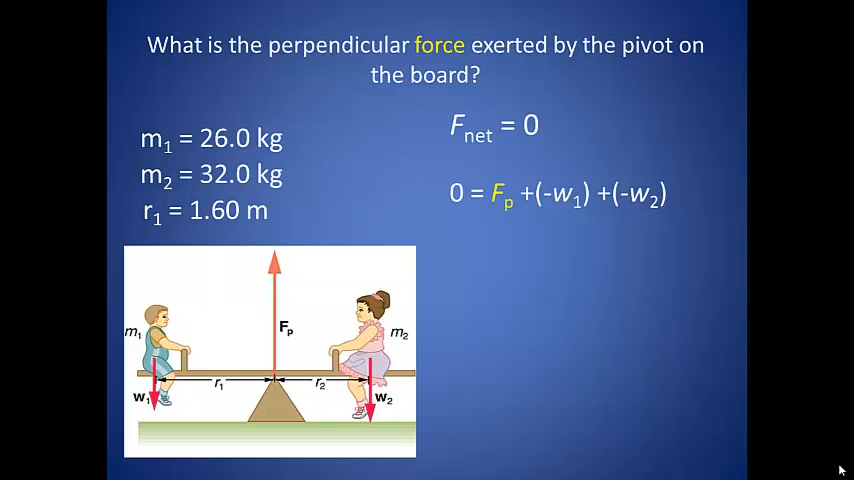 What is the perpendicular force exerted by the pivot on
the board?
m₁ = 26.0 kg
m₂ = 32.0 kg
r₁ = 1.60 m
Fnet = 0
0 = Fp +(-w₁) +(-w₂)
m₁
Fp
m₂
r₁
r₂
w₁
w₂